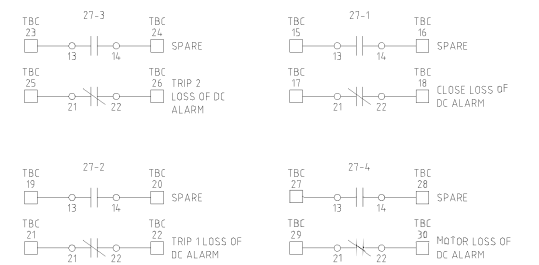 27-3
TBC
23
TBC
24
13
14
SPARE
TBC
25
TBC
26
21
22
TRIP 2
LOSS OF DC
ALARM
27-1
TBC
15
TBC
16
13
14
SPARE
TBC
17
TBC
18
21
22
CLOSE LOSS OF
DC ALARM
27-2
TBC
19
TBC
20
13
14
SPARE
TBC
21
TBC
22
21
22
TRIP 1 LOSS OF
DC ALARM
27-4
TBC
27
TBC
28
13
14
SPARE
TBC
29
TBC
30
21
22
MOTOR LOSS OF
DC ALARM